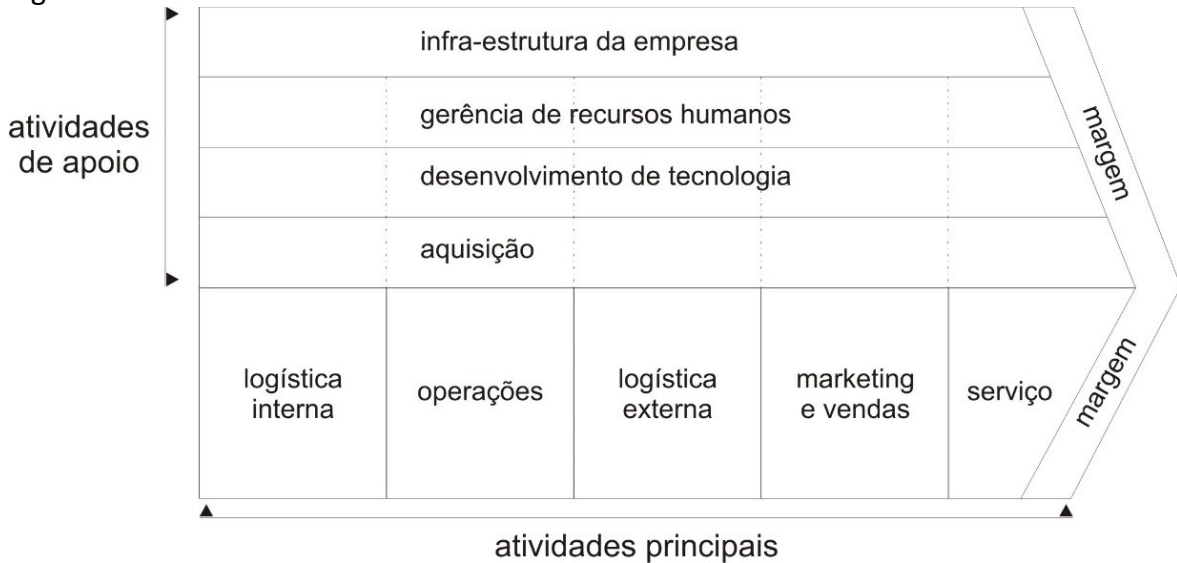 infra-estrutura da empresa
gerência de recursos humanos
desenvolvimento de tecnologia
aquisição
atividades
de apoio
margem
logística
interna
operações
logística
externa
marketing
e vendas
serviço
margem
atividades principais